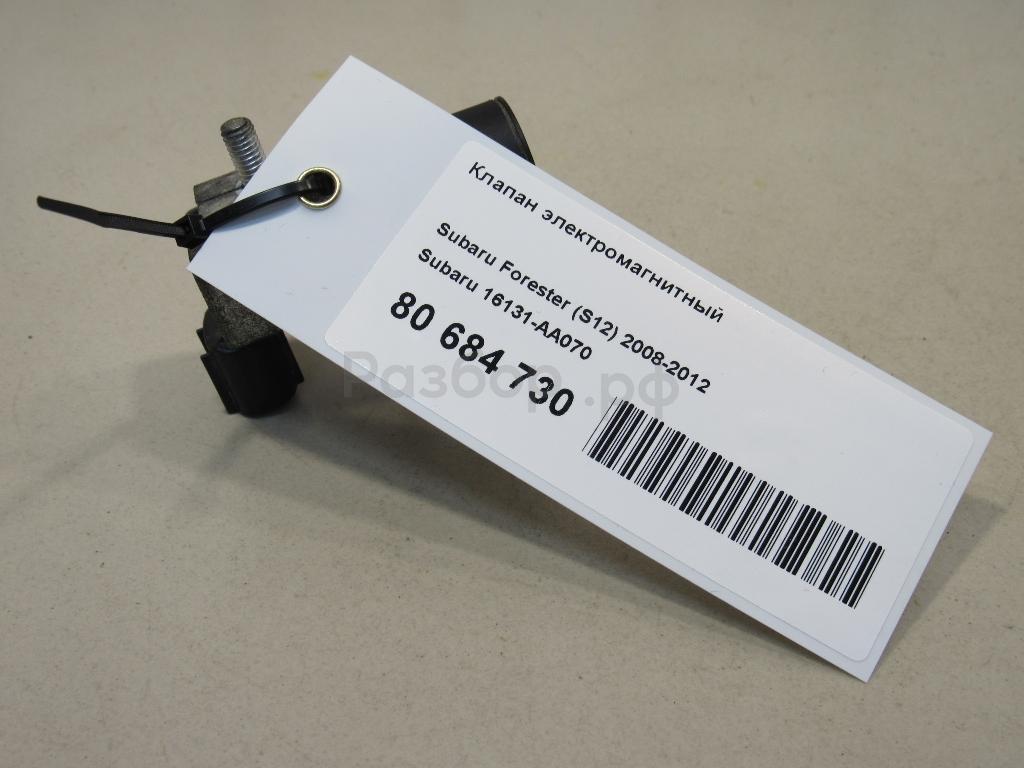 Клапан электромагнитный
Subaru Forester (S12) 2008-2012
Subaru 16131-AA070
80 684 730
Разбор.рф